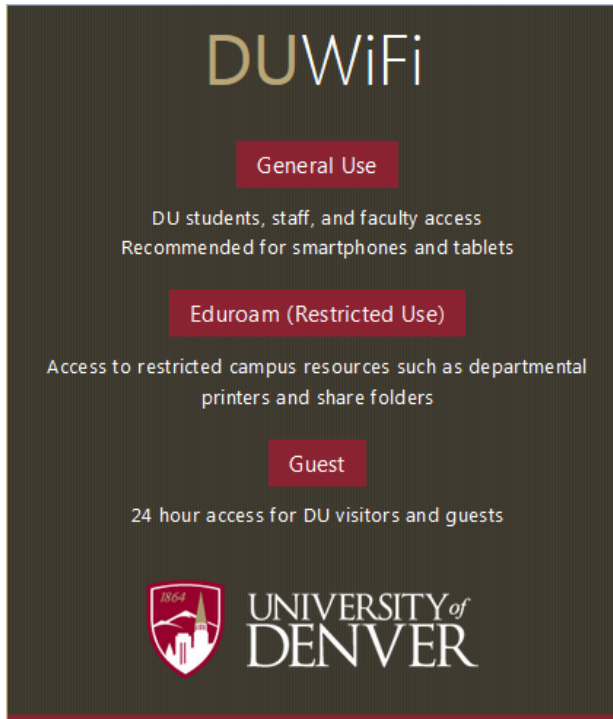 DUWiFi
General Use
DU students, staff, and faculty access
Recommended for smartphones and tablets
Eduroam (Restricted Use)
Access to restricted campus resources such as departmental
printers and share folders
Guest
24 hour access for DU visitors and guests
1864
UNIVERSITY of
DENVER